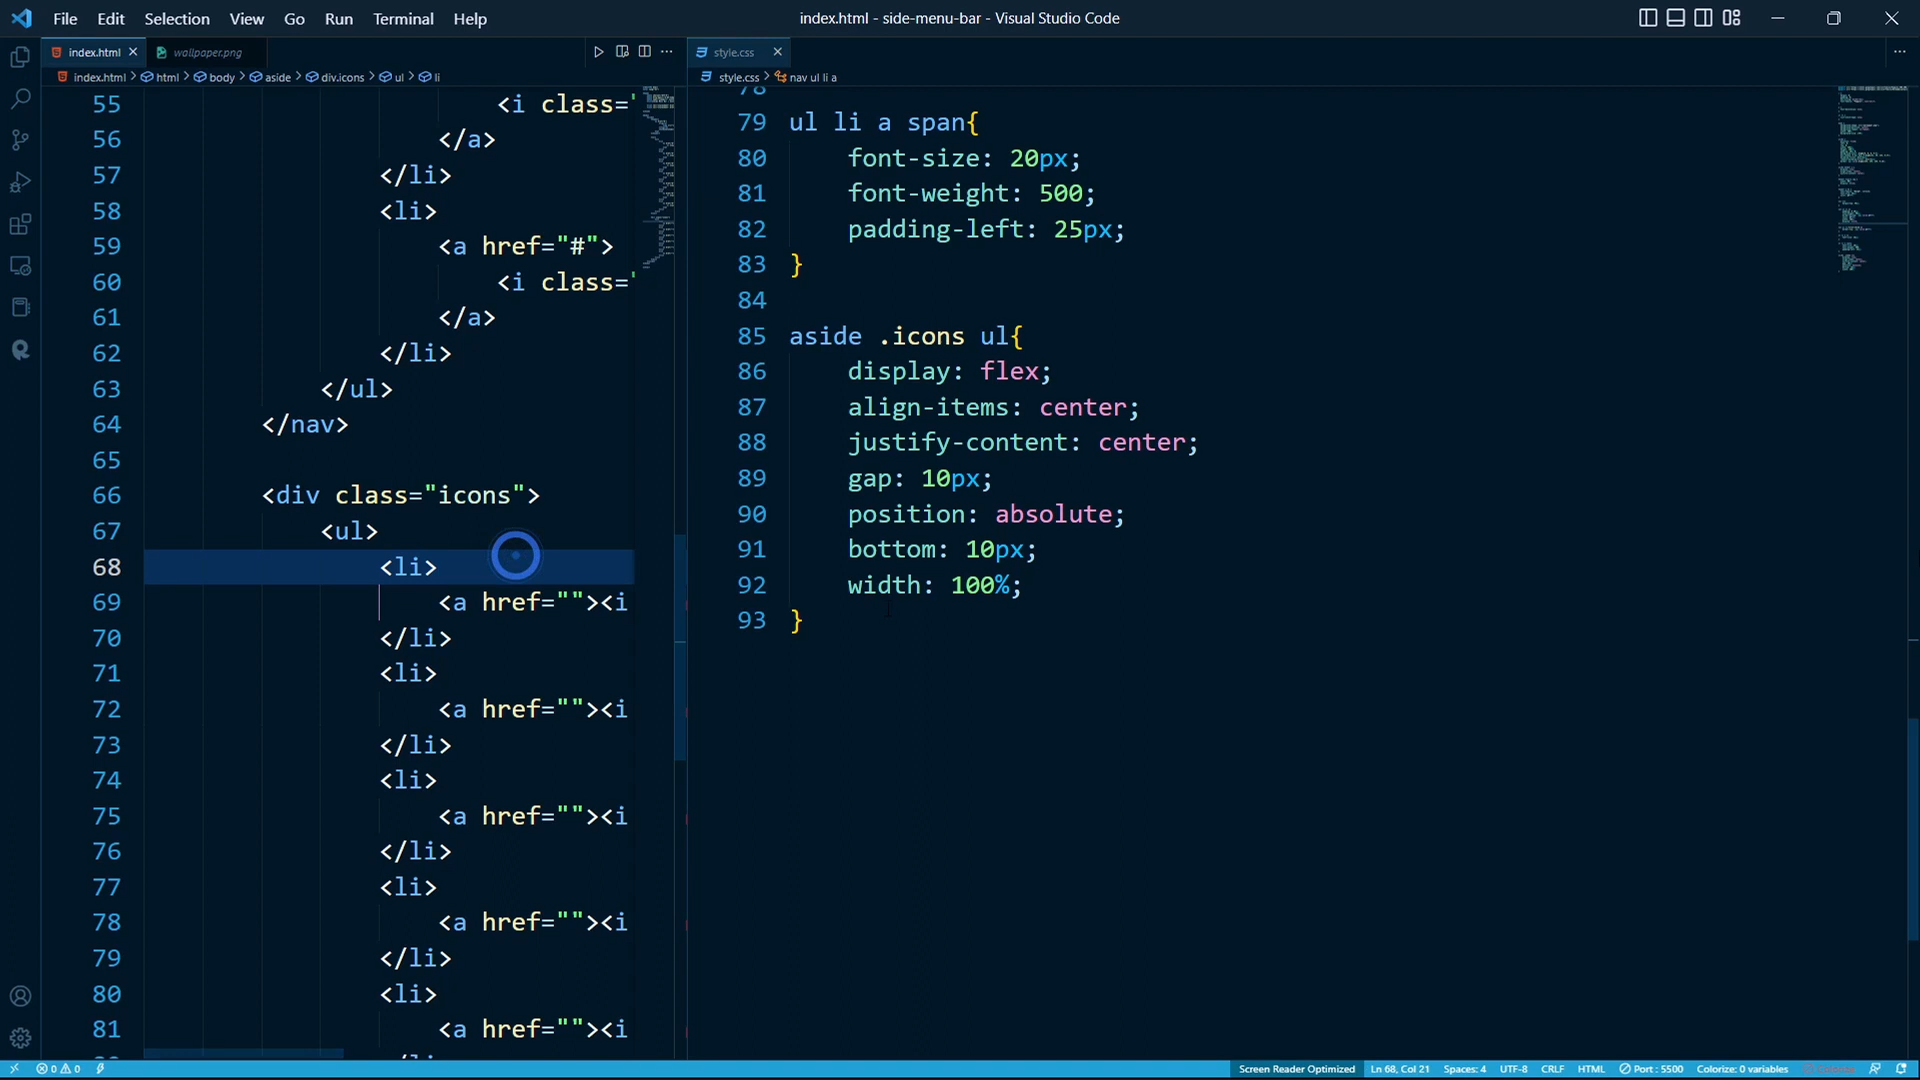 File Edit Selection View Go Run Terminal Help
index.html - side-menu-bar - Visual Studio Code
index.html
wallpaper.png
index.html > html > body > aside > div.icons > ul > li
55 <i class="
56 </a>
57 </li>
58 <li>
59 <a href="#">
60 <i class="
61 </a>
62 </li>
63 </ul>
64 </nav>
65
66 <div class="icons">
67 <ul>
68 <li>
69 <a href=""><i
70 </li>
71 <li>
72 <a href=""><i
73 </li>
74 <li>
75 <a href=""><i
76 </li>
77 <li>
78 <a href=""><i
79 </li>
80 <li>
81 <a href=""><i
style.css
style.css > nav ul li a
78
79 ul li a span{
80 font-size: 20px;
81 font-weight: 500;
82 padding-left: 25px;
83 }
84
85 aside .icons ul{
86 display: flex;
87 align-items: center;
88 justify-content: center;
89 gap: 10px;
90 position: absolute;
91 bottom: 10px;
92 width: 100%;
93 }
0 0
Screen Reader Optimized Ln 68, Col 21 Spaces: 4 UTF-8 CRLF HTML Port : 5500 Colorize: 0 variables